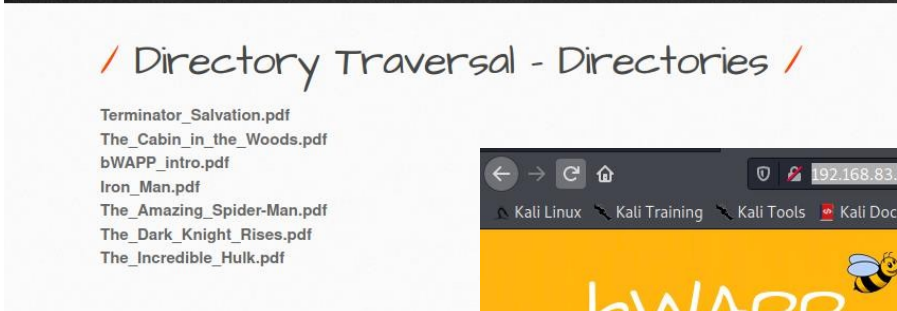 / Directory Traversal - Directories /
Terminator_Salvation.pdf
The_Cabin_in_the_Woods.pdf
bWAPP_intro.pdf
Iron_Man.pdf
The_Amazing_Spider-Man.pdf
The_Dark_Knight_Rises.pdf
The_Incredible_Hulk.pdf
192.168.83.
Kali Linux Kali Training Kali Tools Kali Doc
bWAPP